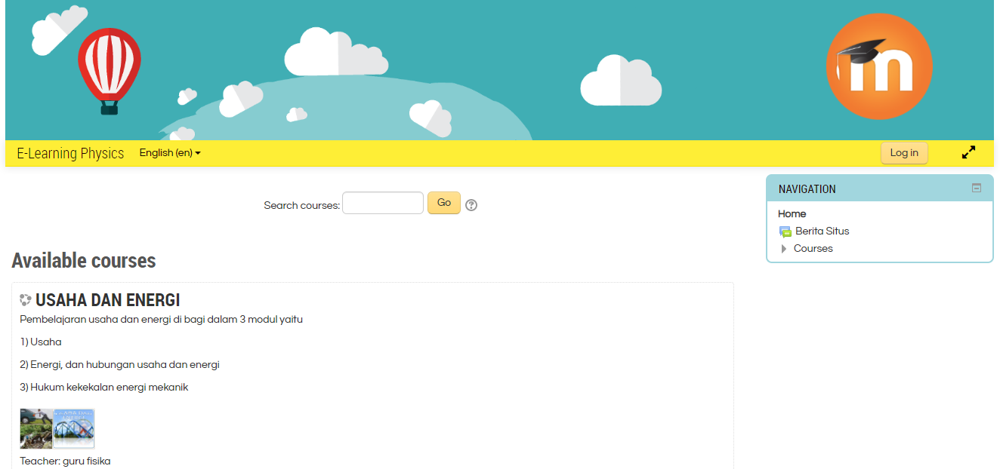 m
E-Learning Physics English (en)
Log in
Search courses: Go
NAVIGATION
Home
Berita Situs
Courses
Available courses
USAHA DAN ENERGI
Pembelajaran usaha dan energi di bagi dalam 3 modul yaitu
1) Usaha
2) Energi, dan hubungan usaha dan energi
3) Hukum kekekalan energi mekanik
Teacher: guru fisika